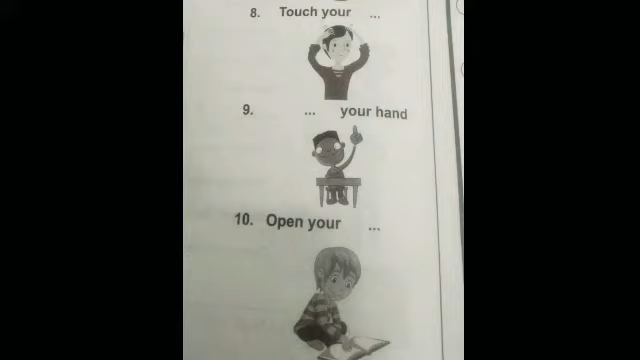 8. Touch your ...
9. ... your hand
10. Open your ...